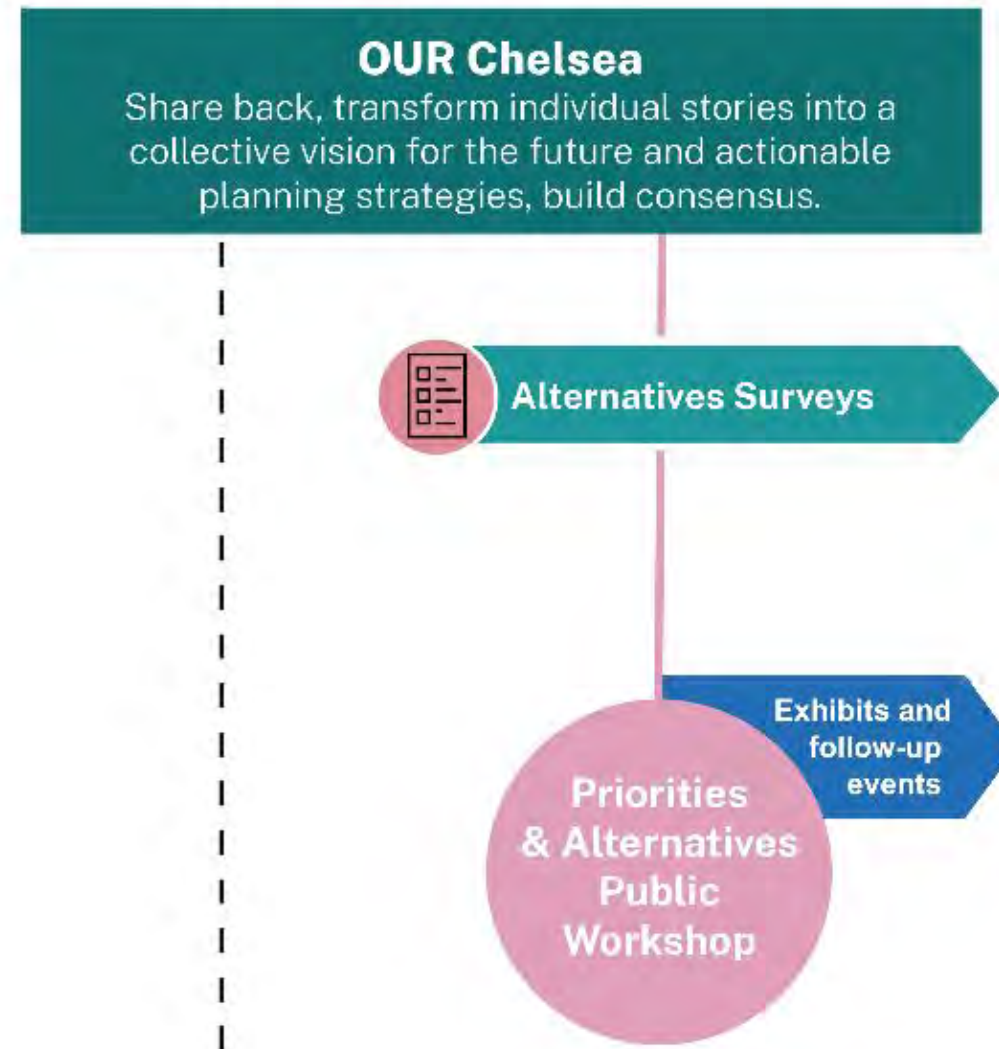 OUR Chelsea
Share back, transform individual stories into a
collective vision for the future and actionable
planning strategies, build consensus.
Alternatives Surveys
Exhibits and
follow-up
events
Priorities
& Alternatives
Public
Workshop